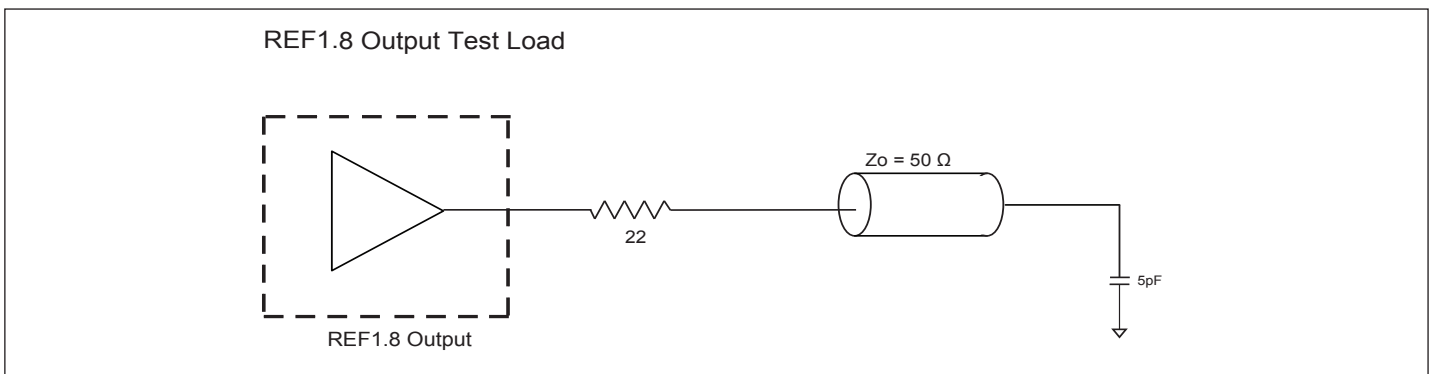 REF1.8 Output Test Load
Zo = 50 Ω
22
5pF
REF1.8 Output